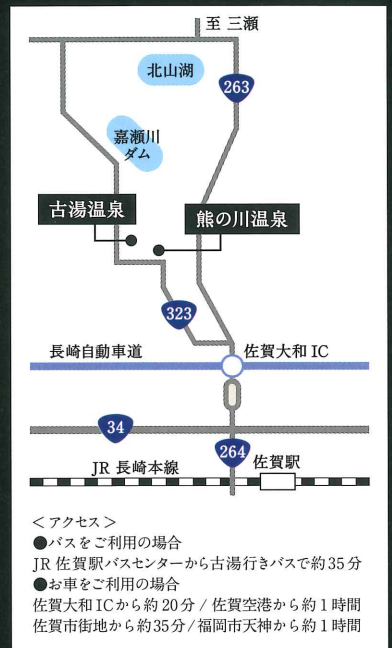 至 三瀬
北山湖
263
嘉瀬川
ダム
古湯温泉
熊の川温泉
323
長崎自動車道
佐賀大和 IC
34
264
JR 長崎本線
佐賀駅
＜アクセス＞
●バスをご利用の場合
JR 佐賀駅バスセンターから古湯行きバスで約35分
●お車をご利用の場合
佐賀大和ICから約20分 / 佐賀空港から約1時間
佐賀市街地から約35分/福岡市天神から約1時間